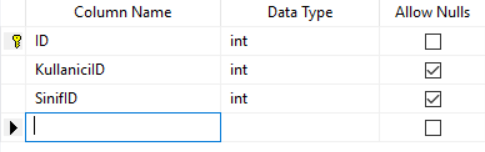 Column Name Data Type Allow Nulls
ID int
KullaniciID int
SinifID int